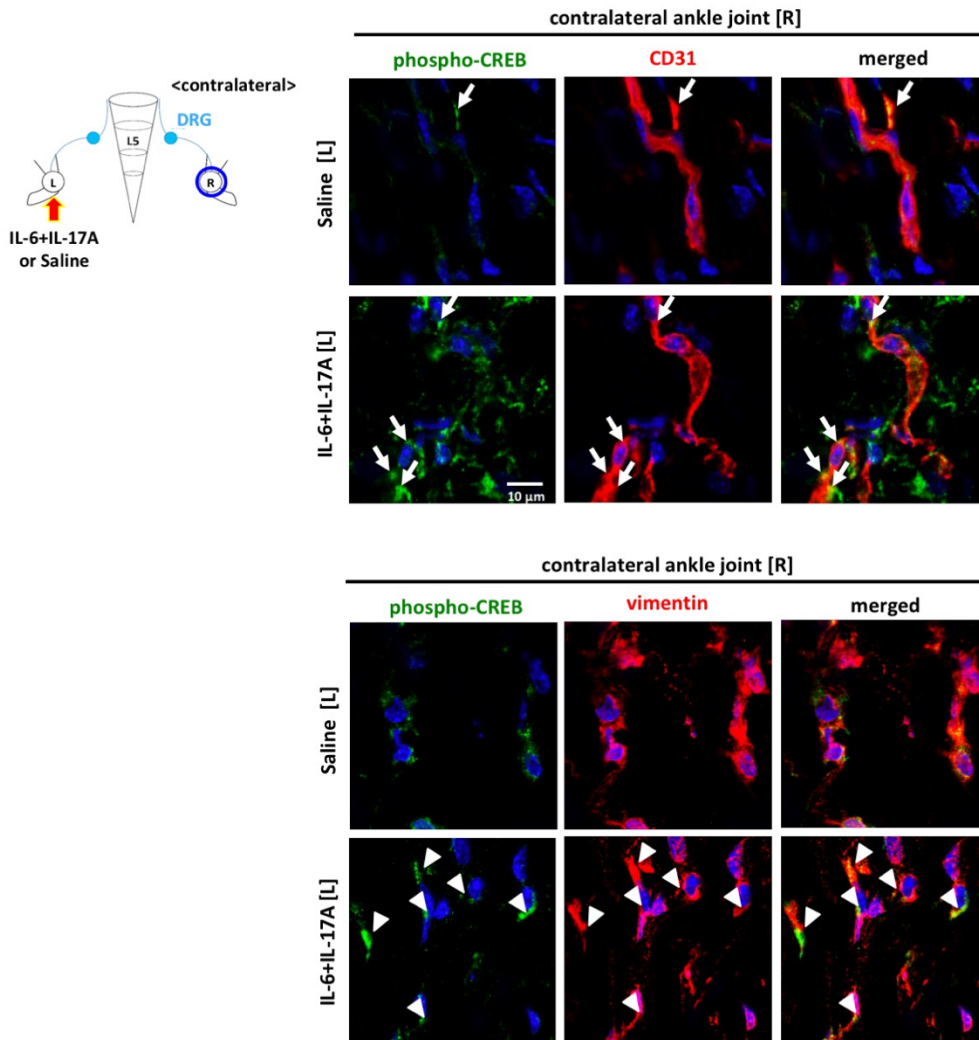 contralateral ankle joint [R]
phospho-CREB
CD31
merged
<contralateral>
DRG
L5
L
R
IL-6+IL-17A
or Saline
Saline [L]
IL-6+IL-17A [L]
10 μm
contralateral ankle joint [R]
phospho-CREB
vimentin
merged
Saline [L]
IL-6+IL-17A [L]